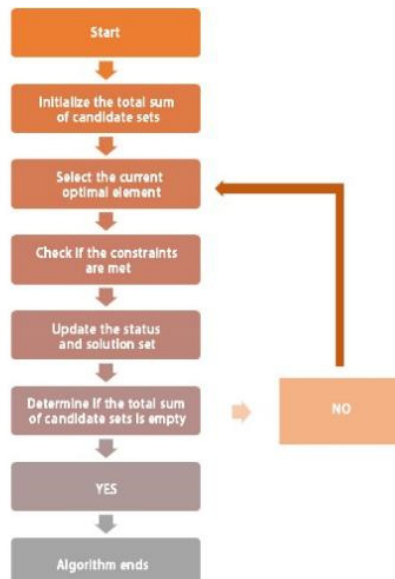 Start
Initialize the total sum
of candidate sets
Select the current
optimal element
Check if the constraints
are met
Update the status
and solution set
Determine if the total sum
of candidate sets is empty
NO
YES
Algorithm ends